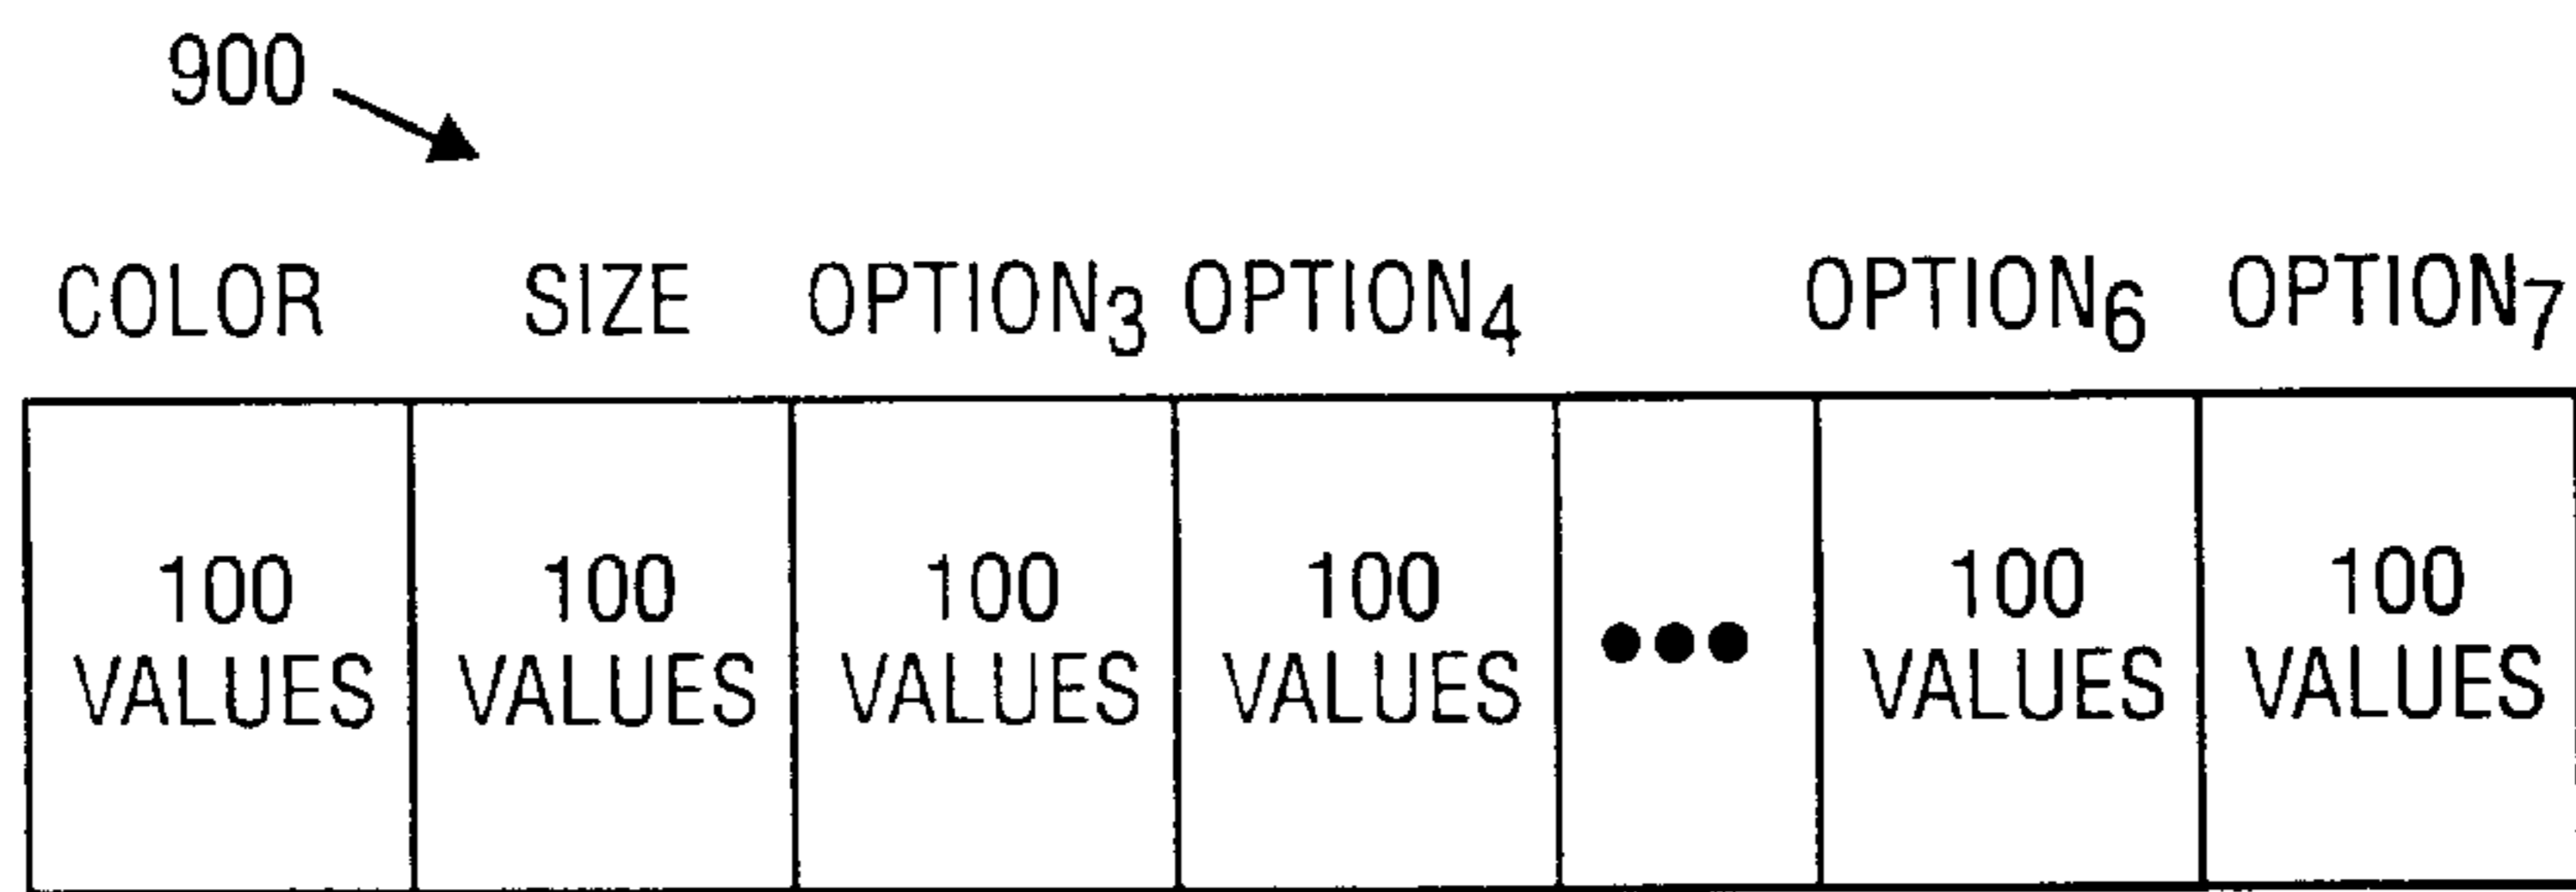 900
COLOR SIZE OPTION₃ OPTION₄ OPTION₆ OPTION₇
100 100 100 100 100 100
VALUES VALUES VALUES VALUES ••• VALUES VALUES